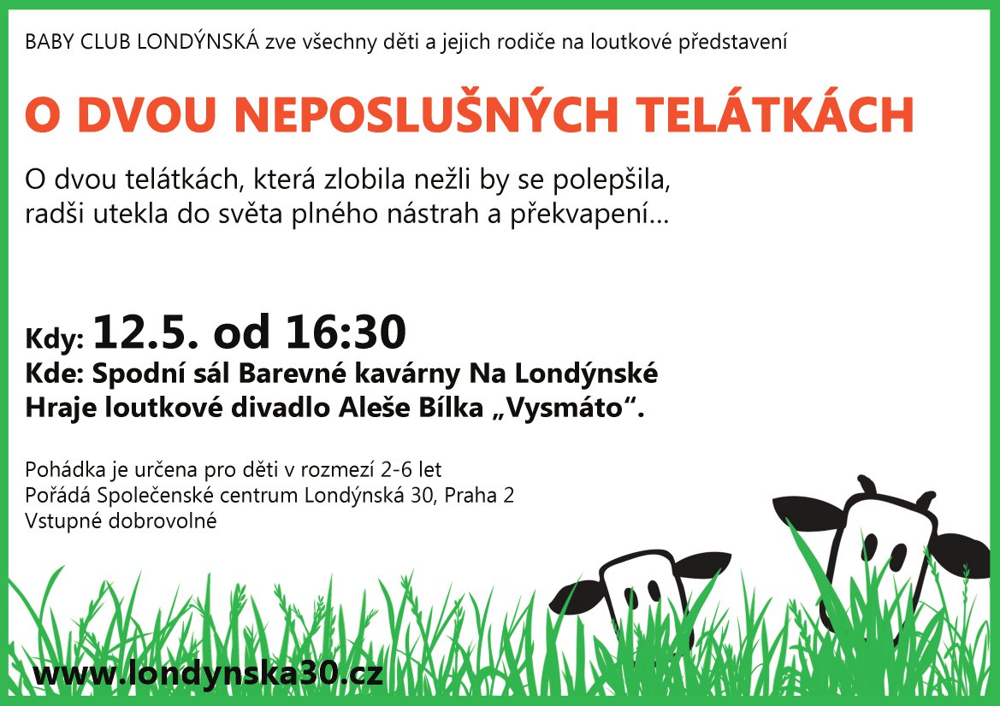 BABY CLUB LONDÝNSKÁ zve všechny děti a jejich rodiče na loutkové představení
O DVOU NEPOSLUŠNÝCH TELÁTKÁCH
O dvou telátkách, která zlobila nežli by se polepšila,
radši utekla do světa plného nástrah a překvapení...
Kdy: 12.5. od 16:30
Kde: Spodní sál Barevné kavárny Na Londýnské
Hraje loutkové divadlo Aleše Bílka „Vysmáto“.
Pohádka je určena pro děti v rozmezí 2-6 let
Pořádá Společenské centrum Londýnská 30, Praha 2
Vstupné dobrovolné
www.londynska30.cz